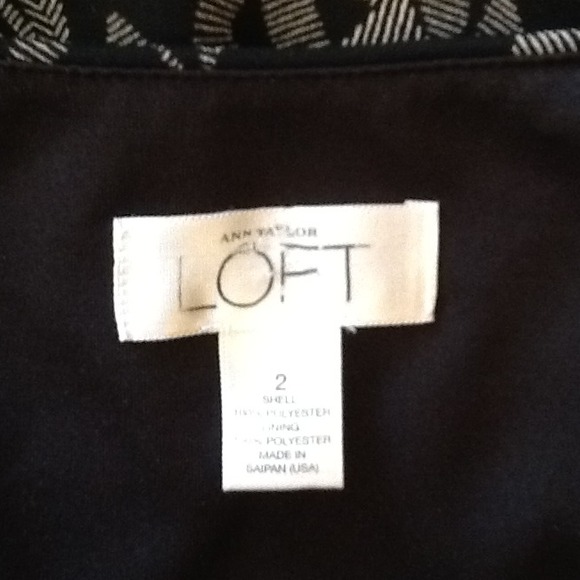 ANN TAYLOR
LOFT
2
SHELL
100% POLYESTER
LINING
100% POLYESTER
MADE IN
SAIPAN (USA)